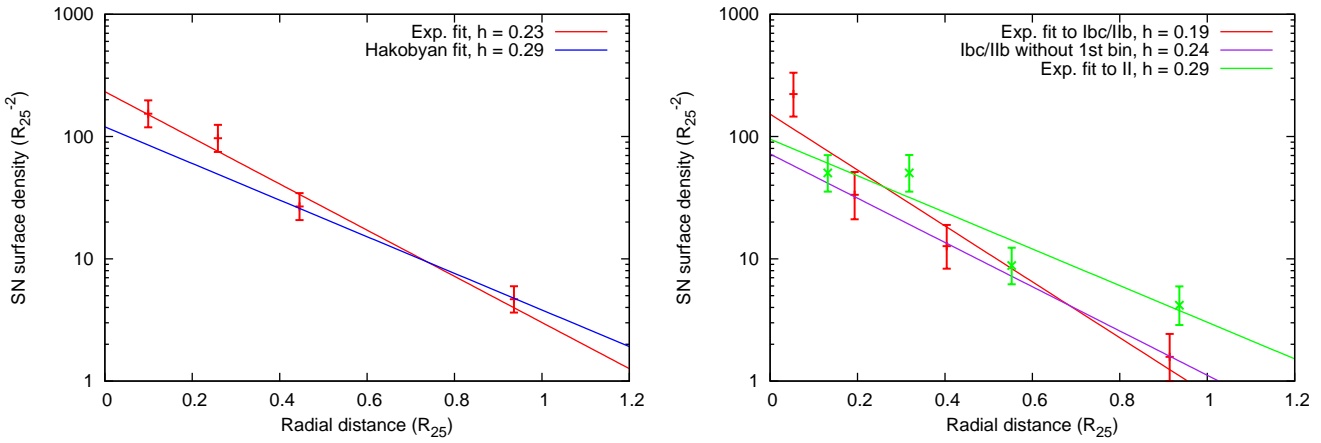 1000
100
10
1
0
0.2
0.4
0.6
0.8
1
1.2
SN surface density (R25^-2)
Radial distance (R25)
Exp. fit, h = 0.23
Hakobyan fit, h = 0.29
1000
100
10
1
0
0.2
0.4
0.6
0.8
1
1.2
SN surface density (R25^-2)
Radial distance (R25)
Exp. fit to Ibc/IIb, h = 0.19
Ibc/IIb without 1st bin, h = 0.24
Exp. fit to II, h = 0.29